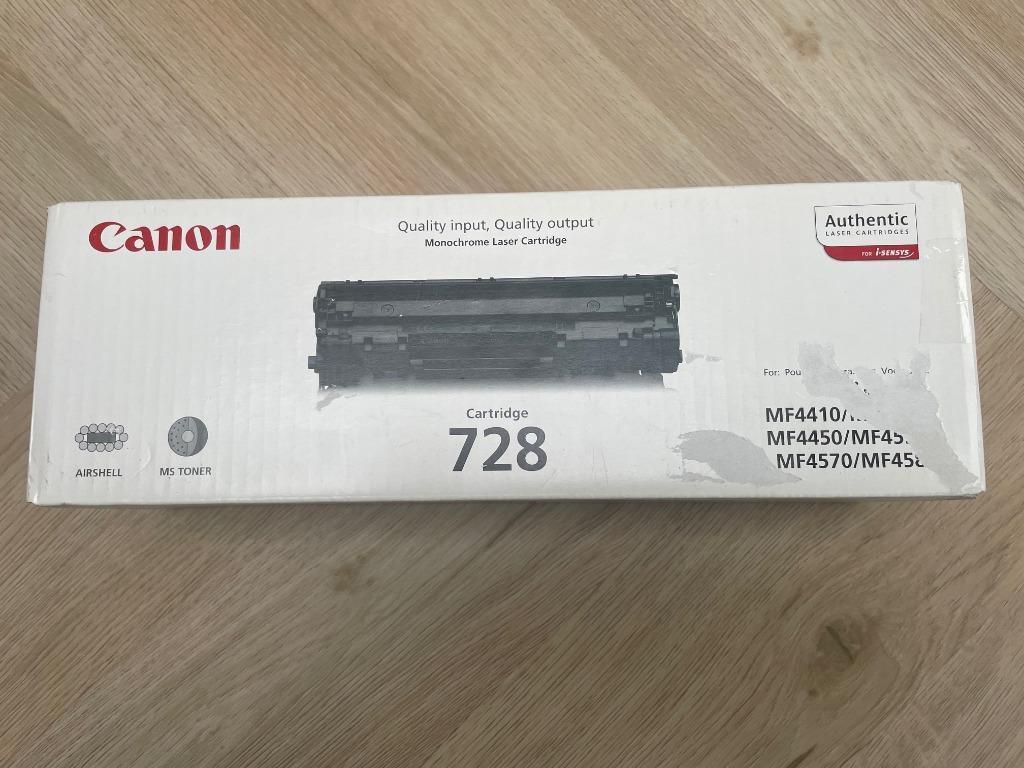 Canon
Quality input, Quality output
Monochrome Laser Cartridge
Authentic
LASER CARTRIDGES
FOR i-SENSYS
For:
Cartridge
728
MF4410/
MF4450/
MF4570/
AIRSHELL
MS TONER